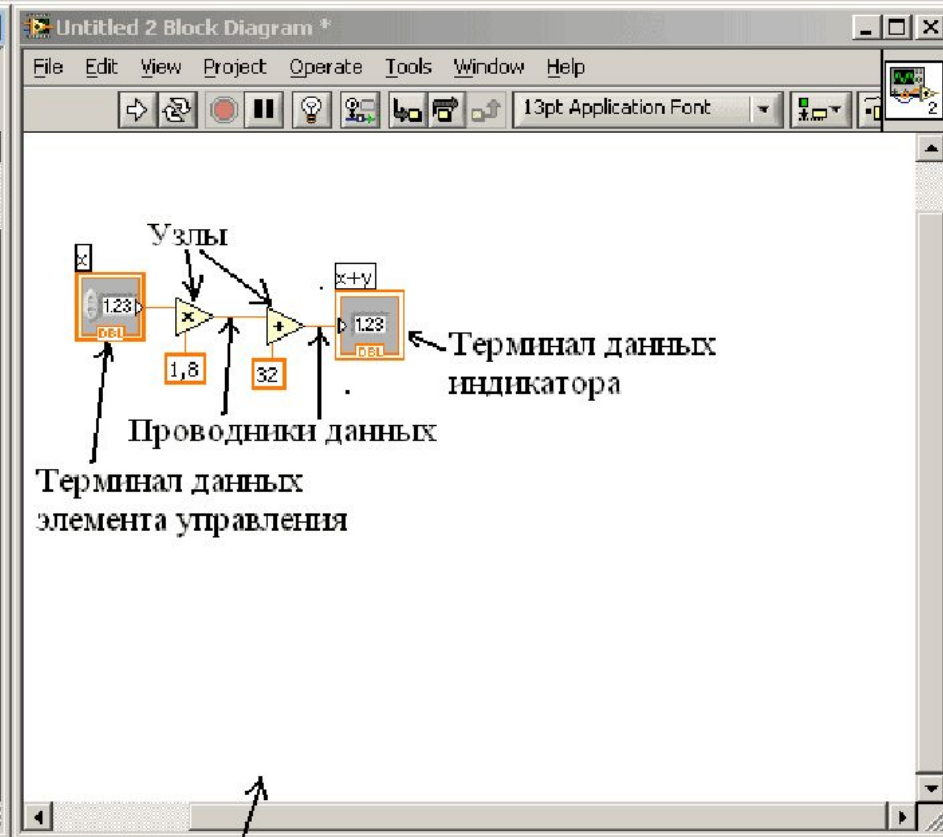 Untitled 2 Block Diagram *
File Edit View Project Operate Tools Window Help
13pt Application Font
2
Узлы
x
x+y
1.23
DBL
×
+
1.23
DBL
1,8
32
Терминал данных
индикатора
Проводники данных
Терминал данных
элемента управления